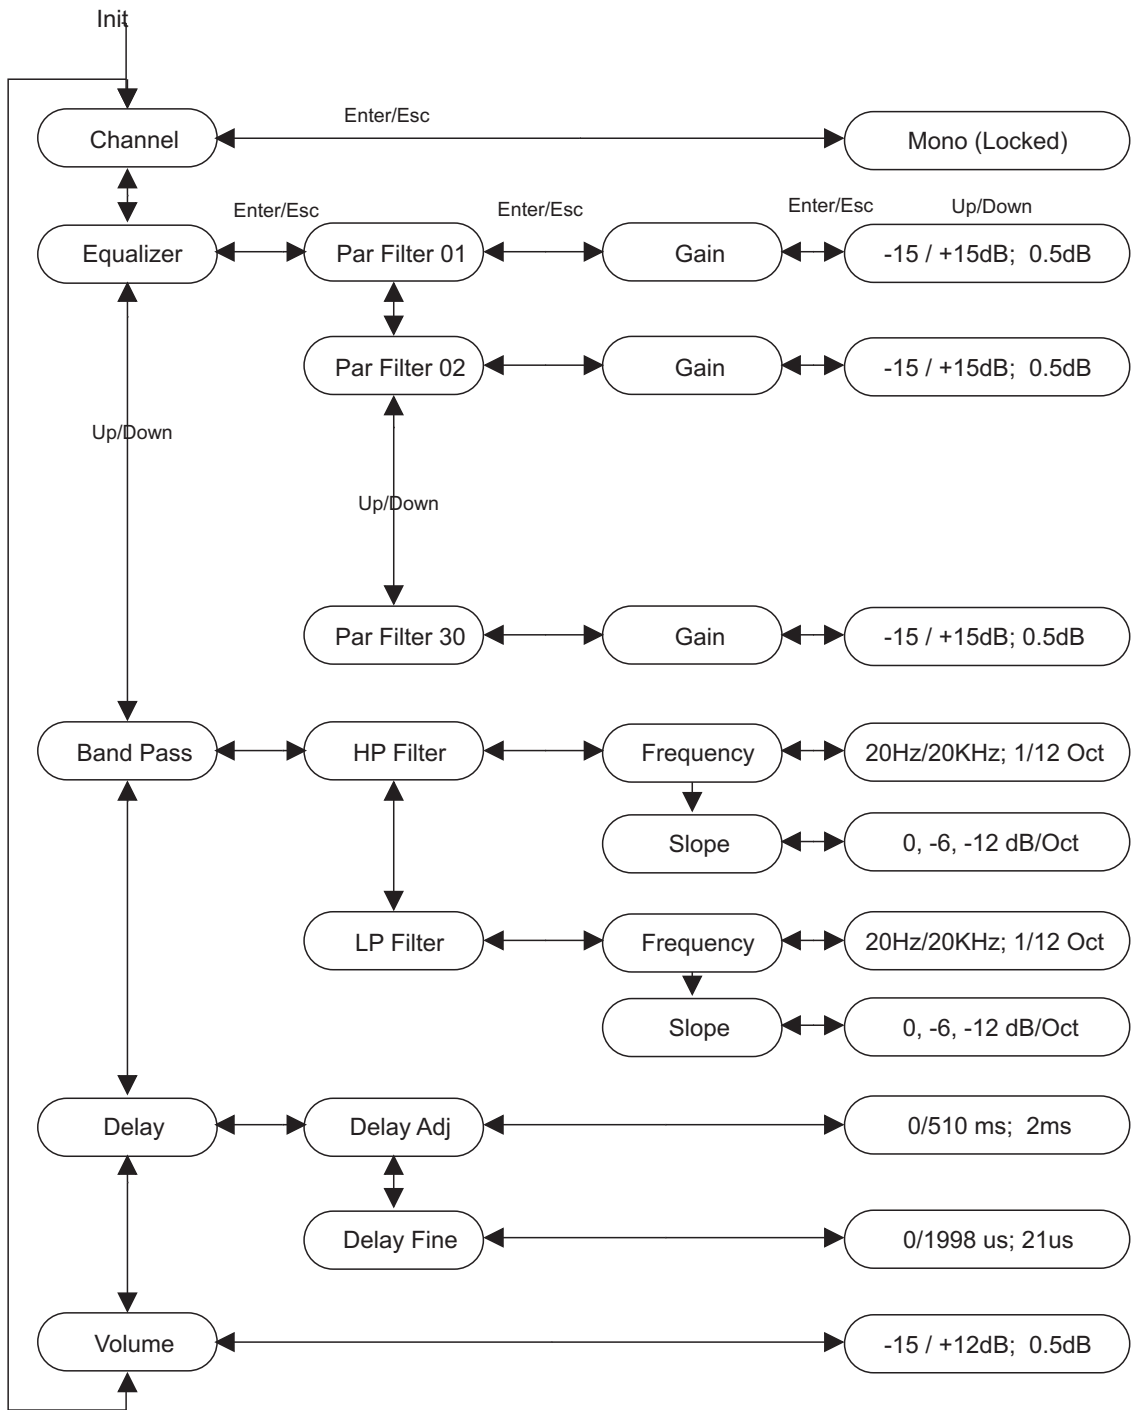 Init
Enter/Esc
Channel
Mono (Locked)
Enter/Esc
Enter/Esc
Enter/Esc
Up/Down
Equalizer
Par Filter 01
Gain
-15 / +15dB;  0.5dB
Par Filter 02
Gain
-15 / +15dB;  0.5dB
Up/Down
Up/Down
Par Filter 30
Gain
-15 / +15dB; 0.5dB
Band Pass
HP Filter
Frequency
20Hz/20KHz; 1/12 Oct
Slope
0, -6, -12 dB/Oct
LP Filter
Frequency
20Hz/20KHz; 1/12 Oct
Slope
0, -6, -12 dB/Oct
Delay
Delay Adj
0/510 ms;  2ms
Delay Fine
0/1998 us; 21us
Volume
-15 / +12dB;  0.5dB